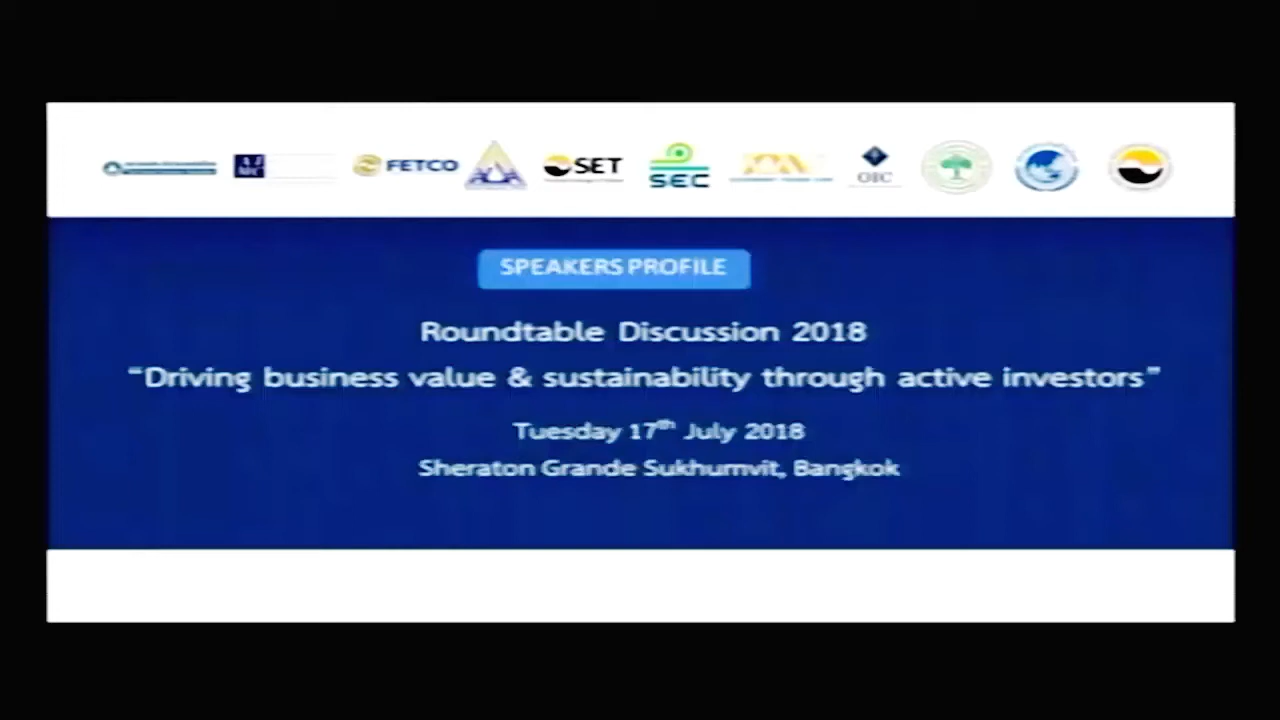 FETCO
SET
SEC
OIC
SPEAKERS PROFILE
Roundtable Discussion 2018
“Driving business value & sustainability through active investors”
Tuesday 17th July 2018
Sheraton Grande Sukhumvit, Bangkok